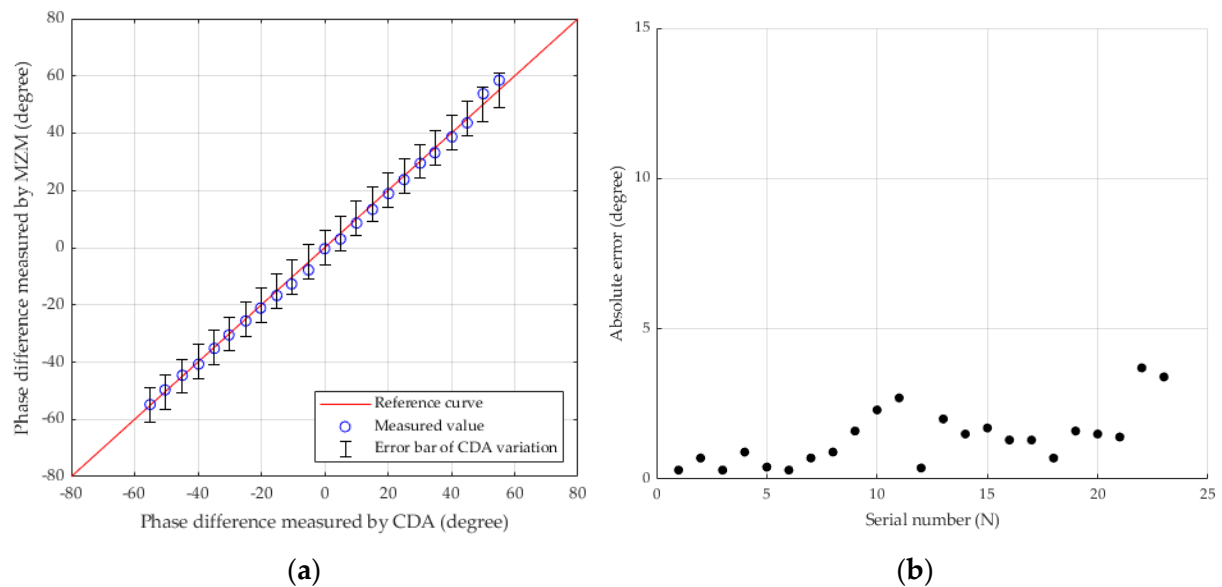 80
60
40
20
0
-20
-40
-60
-80
Phase difference measured by MZM (degree)
Reference curve
Measured value
Error bar of CDA variation
-80 -60 -40 -20 0 20 40 60 80
Phase difference measured by CDA (degree)
(a)
15
10
5
0
Absolute error (degree)
0 5 10 15 20 25
Serial number (N)
(b)